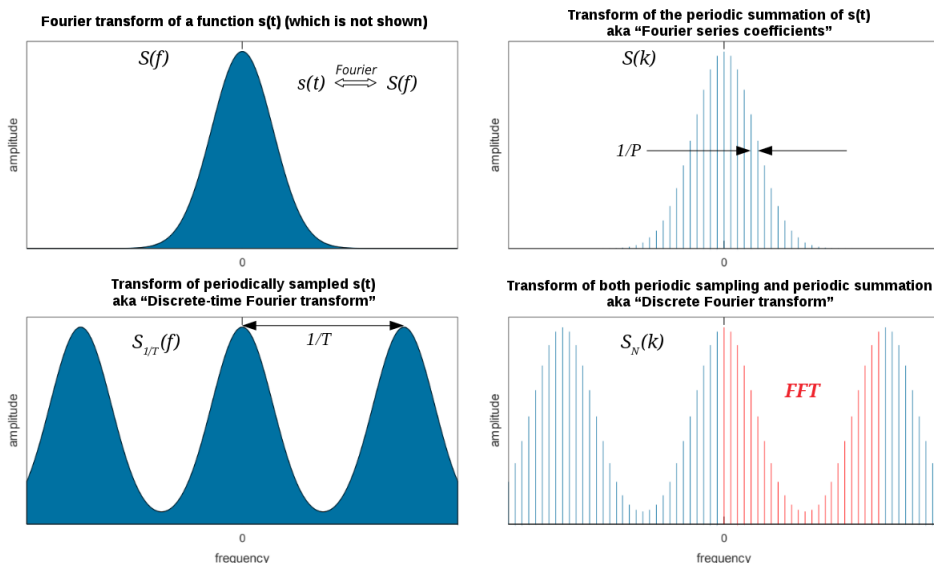 Fourier transform of a function s(t) (which is not shown)
S(f)
s(t) Fourier ⟺ S(f)
amplitude
0
Transform of the periodic summation of s(t)
aka “Fourier series coefficients”
S(k)
1/P
amplitude
0
Transform of periodically sampled s(t)
aka “Discrete-time Fourier transform”
S1/T(f)
1/T
amplitude
0
frequency
Transform of both periodic sampling and periodic summation
aka “Discrete Fourier transform”
SN(k)
FFT
amplitude
0
frequency